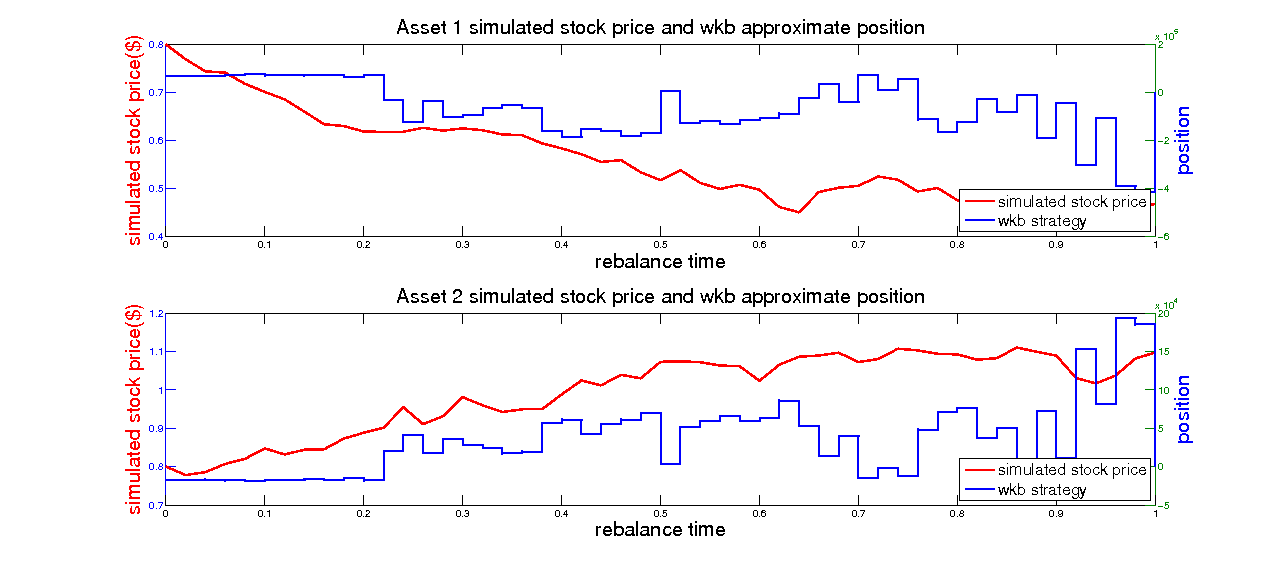 Asset 1 simulated stock price and wkb approximate position
x 10^5
simulated stock price($)
0.8
0.7
0.6
0.5
0.4
2
0
-2
-4
-6
position
simulated stock price
wkb strategy
0 0.1 0.2 0.3 0.4 0.5 0.6 0.7 0.8 0.9 1
rebalance time
Asset 2 simulated stock price and wkb approximate position
x 10^4
simulated stock price($)
1.2
1.1
1
0.9
0.8
0.7
20
15
10
5
0
-5
position
simulated stock price
wkb strategy
0 0.1 0.2 0.3 0.4 0.5 0.6 0.7 0.8 0.9 1
rebalance time